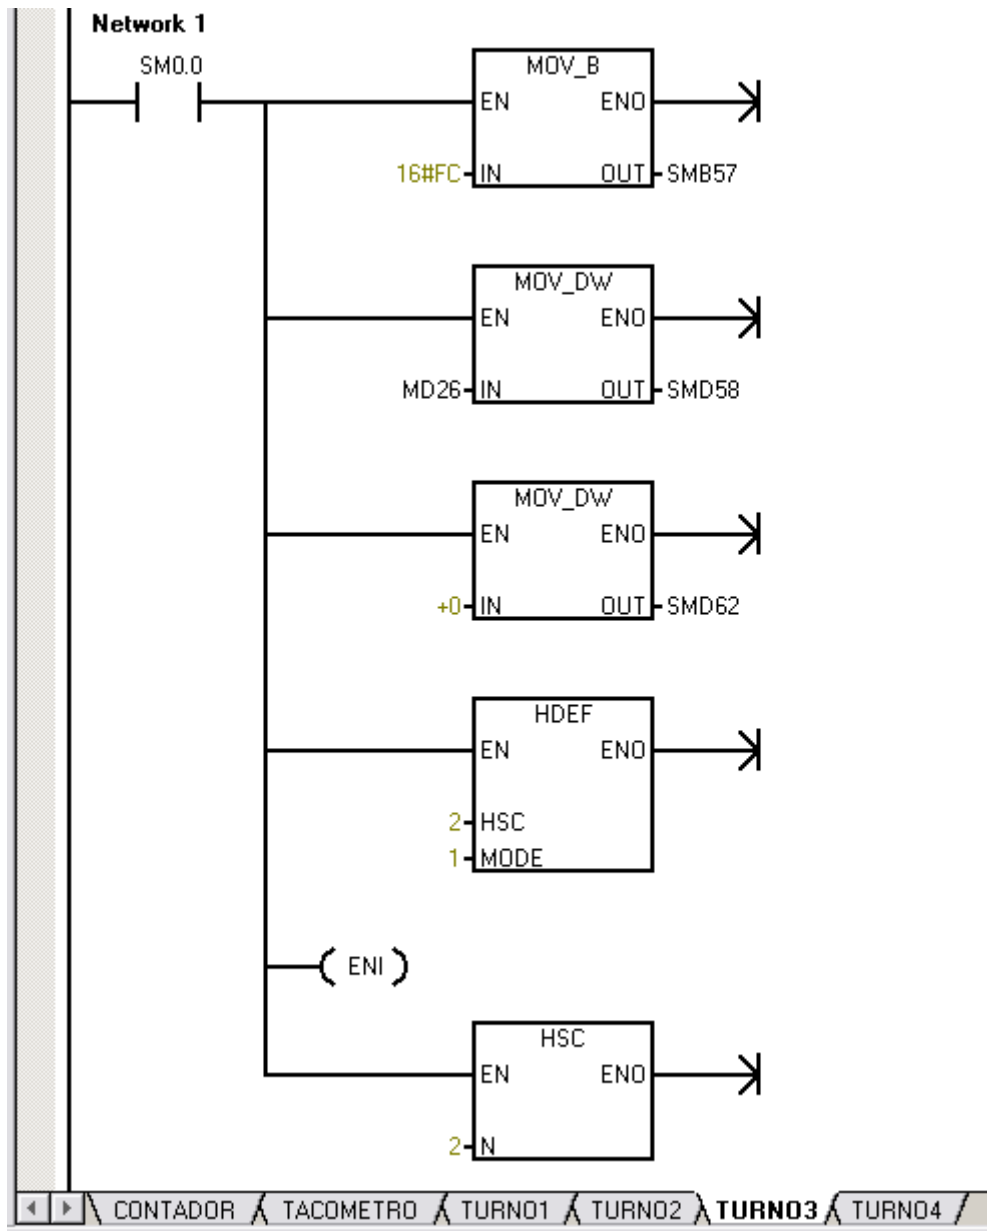 Network 1
SM0.0
MOV_B
EN ENO
16#FC IN OUT SMB57
MOV_DW
EN ENO
MD26 IN OUT SMD58
MOV_DW
EN ENO
+0 IN OUT SMD62
HDEF
EN ENO
2 HSC
1 MODE
ENI
HSC
EN ENO
2 N
CONTADOR TACOMETRO TURNO1 TURNO2 TURNO3 TURNO4